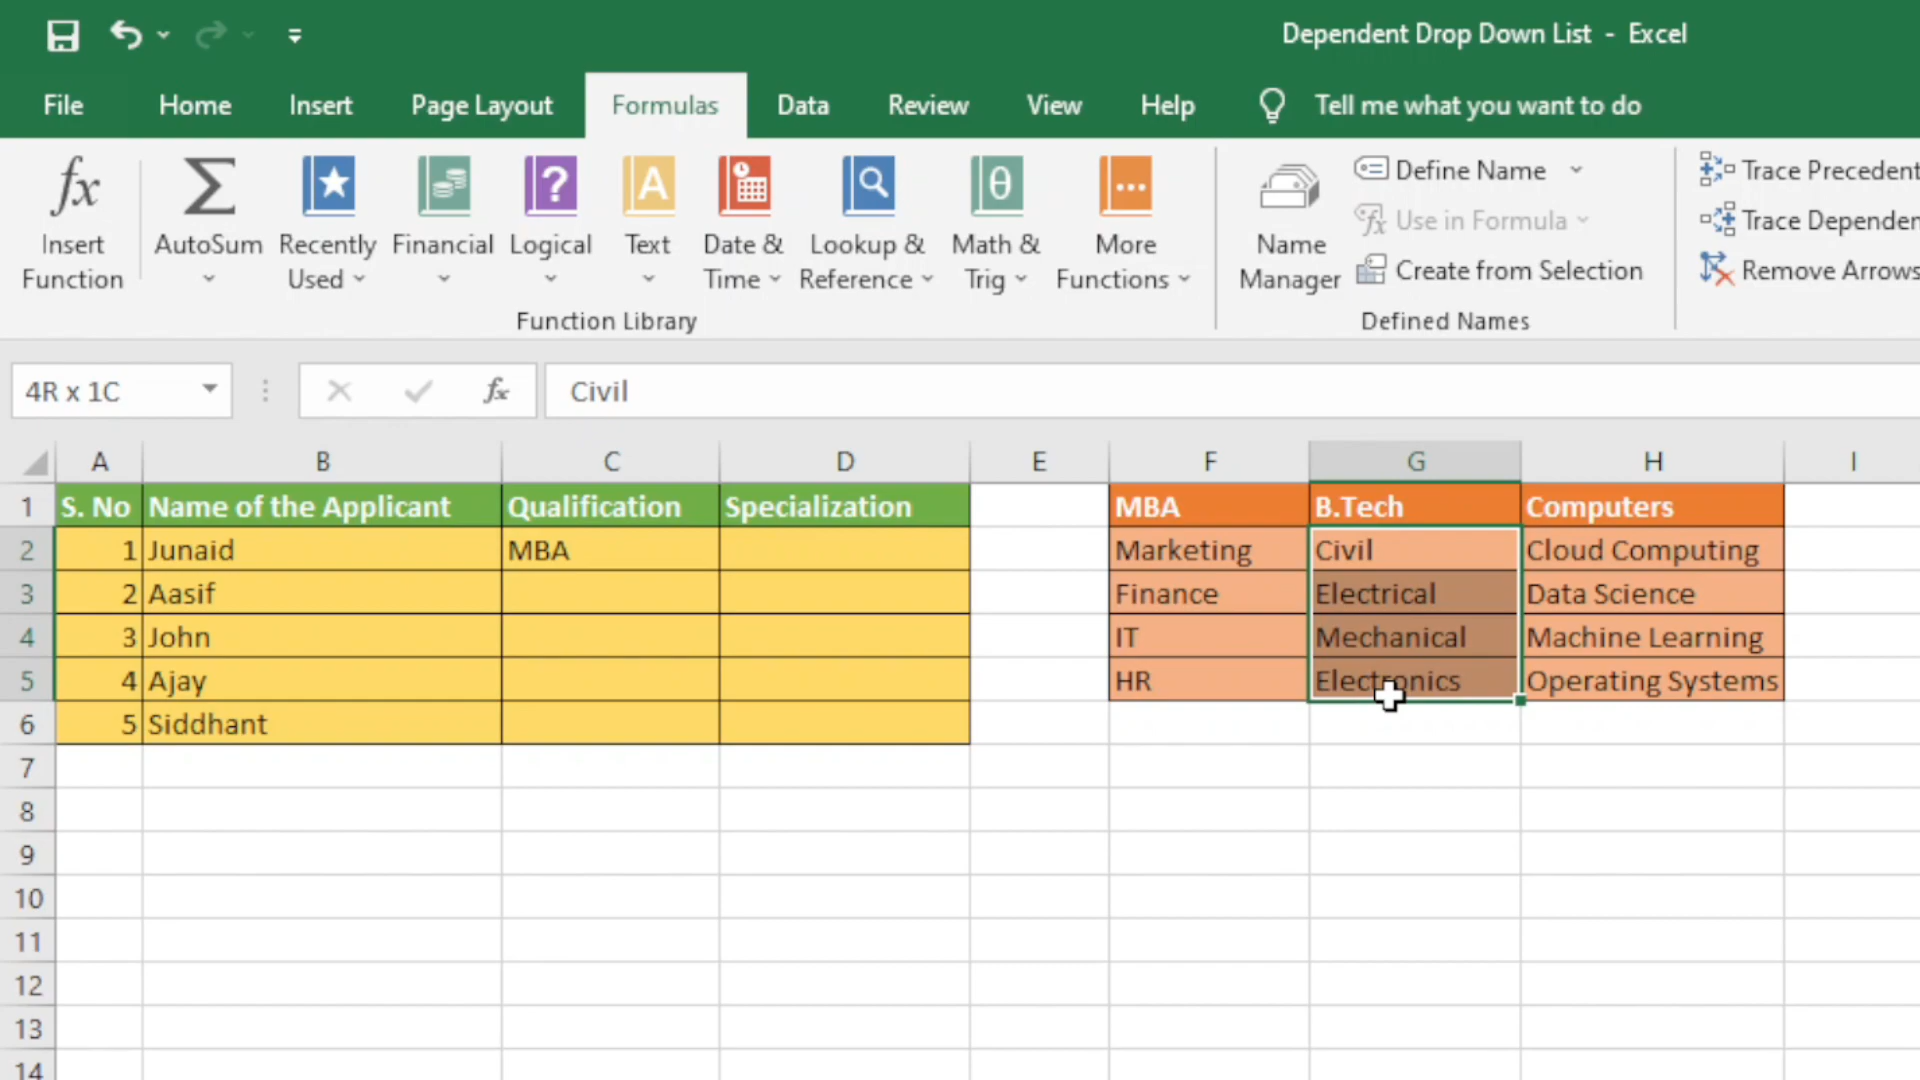 Dependent Drop Down List - Excel
File Home Insert Page Layout Formulas Data Review View Help Tell me what you want to do
fx Σ ? A θ
Insert Function AutoSum Recently Used Financial Logical Text Date & Time Lookup & Reference Math & Trig More Functions Name Manager
Define Name
Use in Formula
Create from Selection
Trace Precedent
Trace Dependen
Remove Arrows
Function Library Defined Names
4R x 1C fx Civil
A B C D E F G H I
1 S. No Name of the Applicant Qualification Specialization MBA B.Tech Computers
2 1 Junaid MBA Marketing Civil Cloud Computing
3 2 Aasif Finance Electrical Data Science
4 3 John IT Mechanical Machine Learning
5 4 Ajay HR Electronics Operating Systems
6 5 Siddhant
7
8
9
10
11
12
13
14